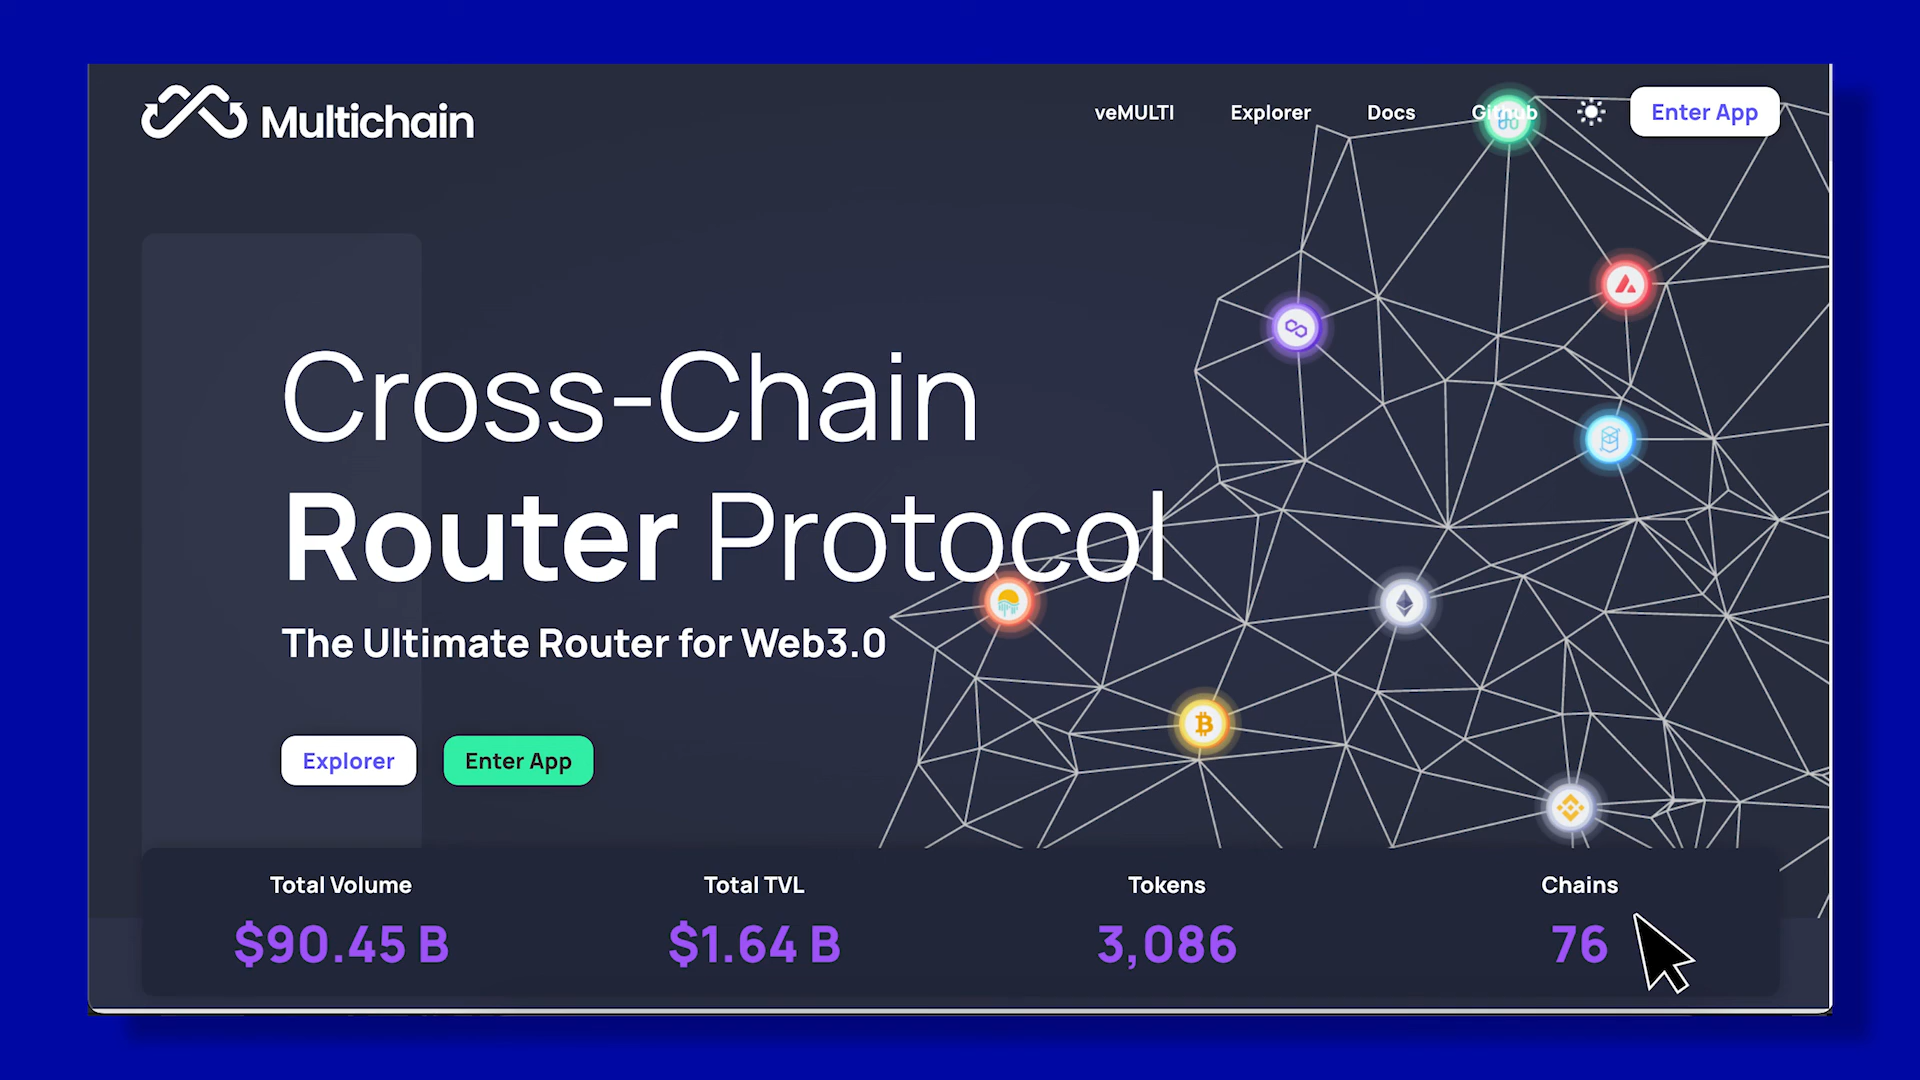 Multichain
veMULTI Explorer Docs Github Enter App
Cross-Chain
Router Protocol
The Ultimate Router for Web3.0
Explorer Enter App
Total Volume Total TVL Tokens Chains
$90.45 B $1.64 B 3,086 76